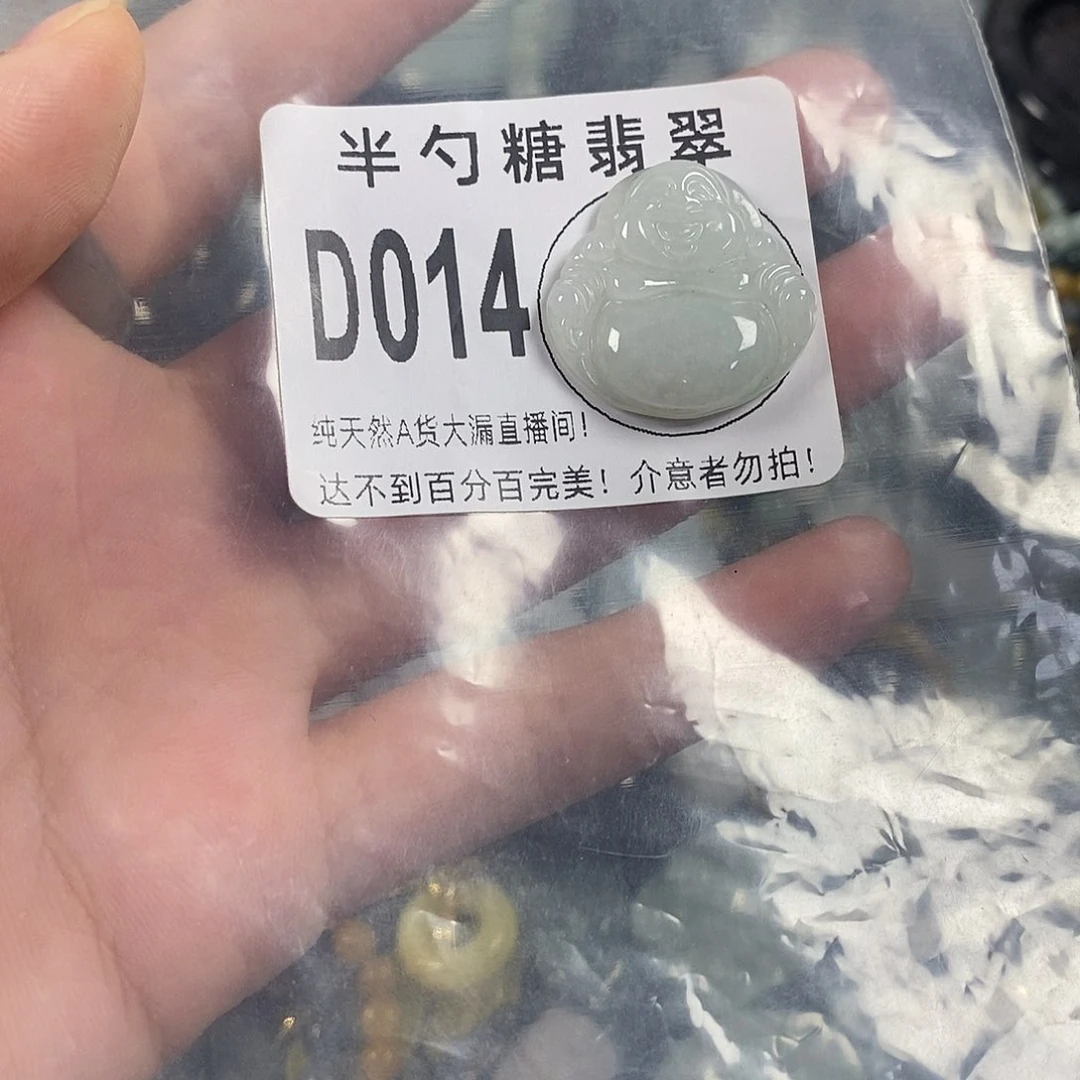 半勺糖翡翠
D014
纯天然A货大漏直播间！
达不到百分百完美！介意者勿拍！